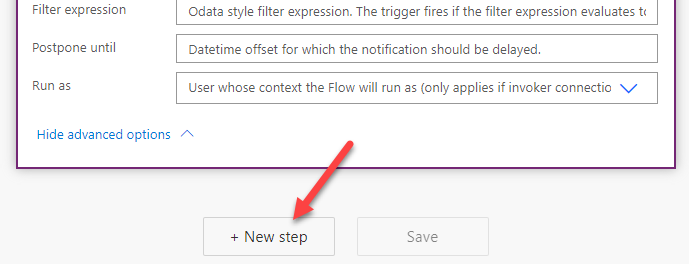 Filter expression
Odata style filter expression. The trigger fires if the filter expression evaluates to
Postpone until
Datetime offset for which the notification should be delayed.
Run as
User whose context the Flow will run as (only applies if invoker connectio
Hide advanced options
+ New step
Save